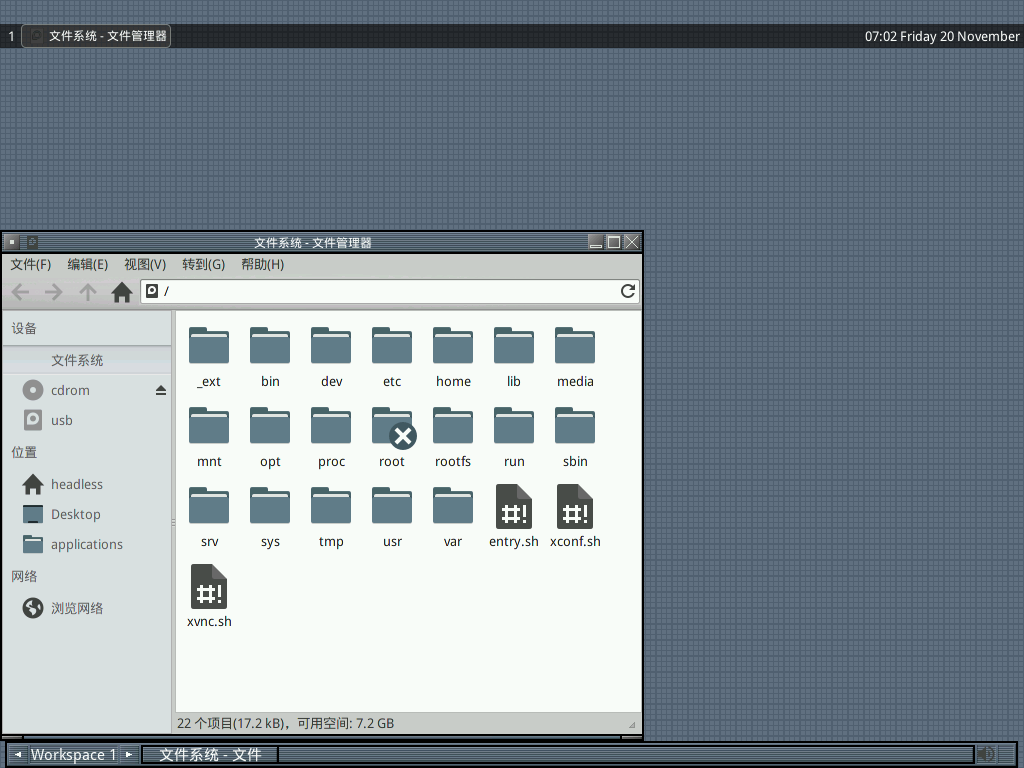 1 文件系统 - 文件管理器 07:02 Friday 20 November
文件系统 - 文件管理器
文件(F) 编辑(E) 视图(V) 转到(G) 帮助(H)
/
设备
文件系统
cdrom
usb
位置
headless
Desktop
applications
网络
浏览网络
_ext bin dev etc home lib media
mnt opt proc root rootfs run sbin
srv sys tmp usr var entry.sh xconf.sh
xvnc.sh
22 个项目(17.2 kB)，可用空间: 7.2 GB
Workspace 1 文件系统 - 文件